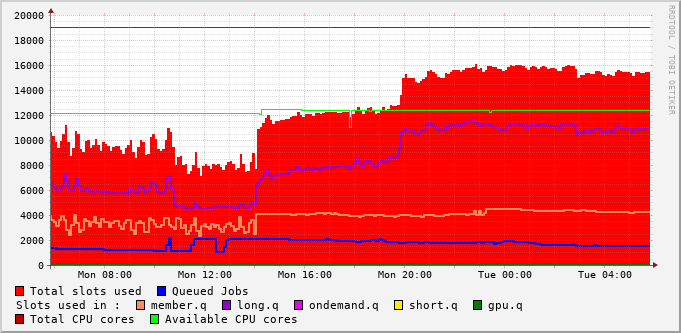 RRDTOOL / TOBI OETIKER
20000
18000
16000
14000
12000
10000
8000
6000
4000
2000
0
Mon 08:00 Mon 12:00 Mon 16:00 Mon 20:00 Tue 00:00 Tue 04:00
Total slots used Queued Jobs
Slots used in : member.q long.q ondemand.q short.q gpu.q
Total CPU cores Available CPU cores